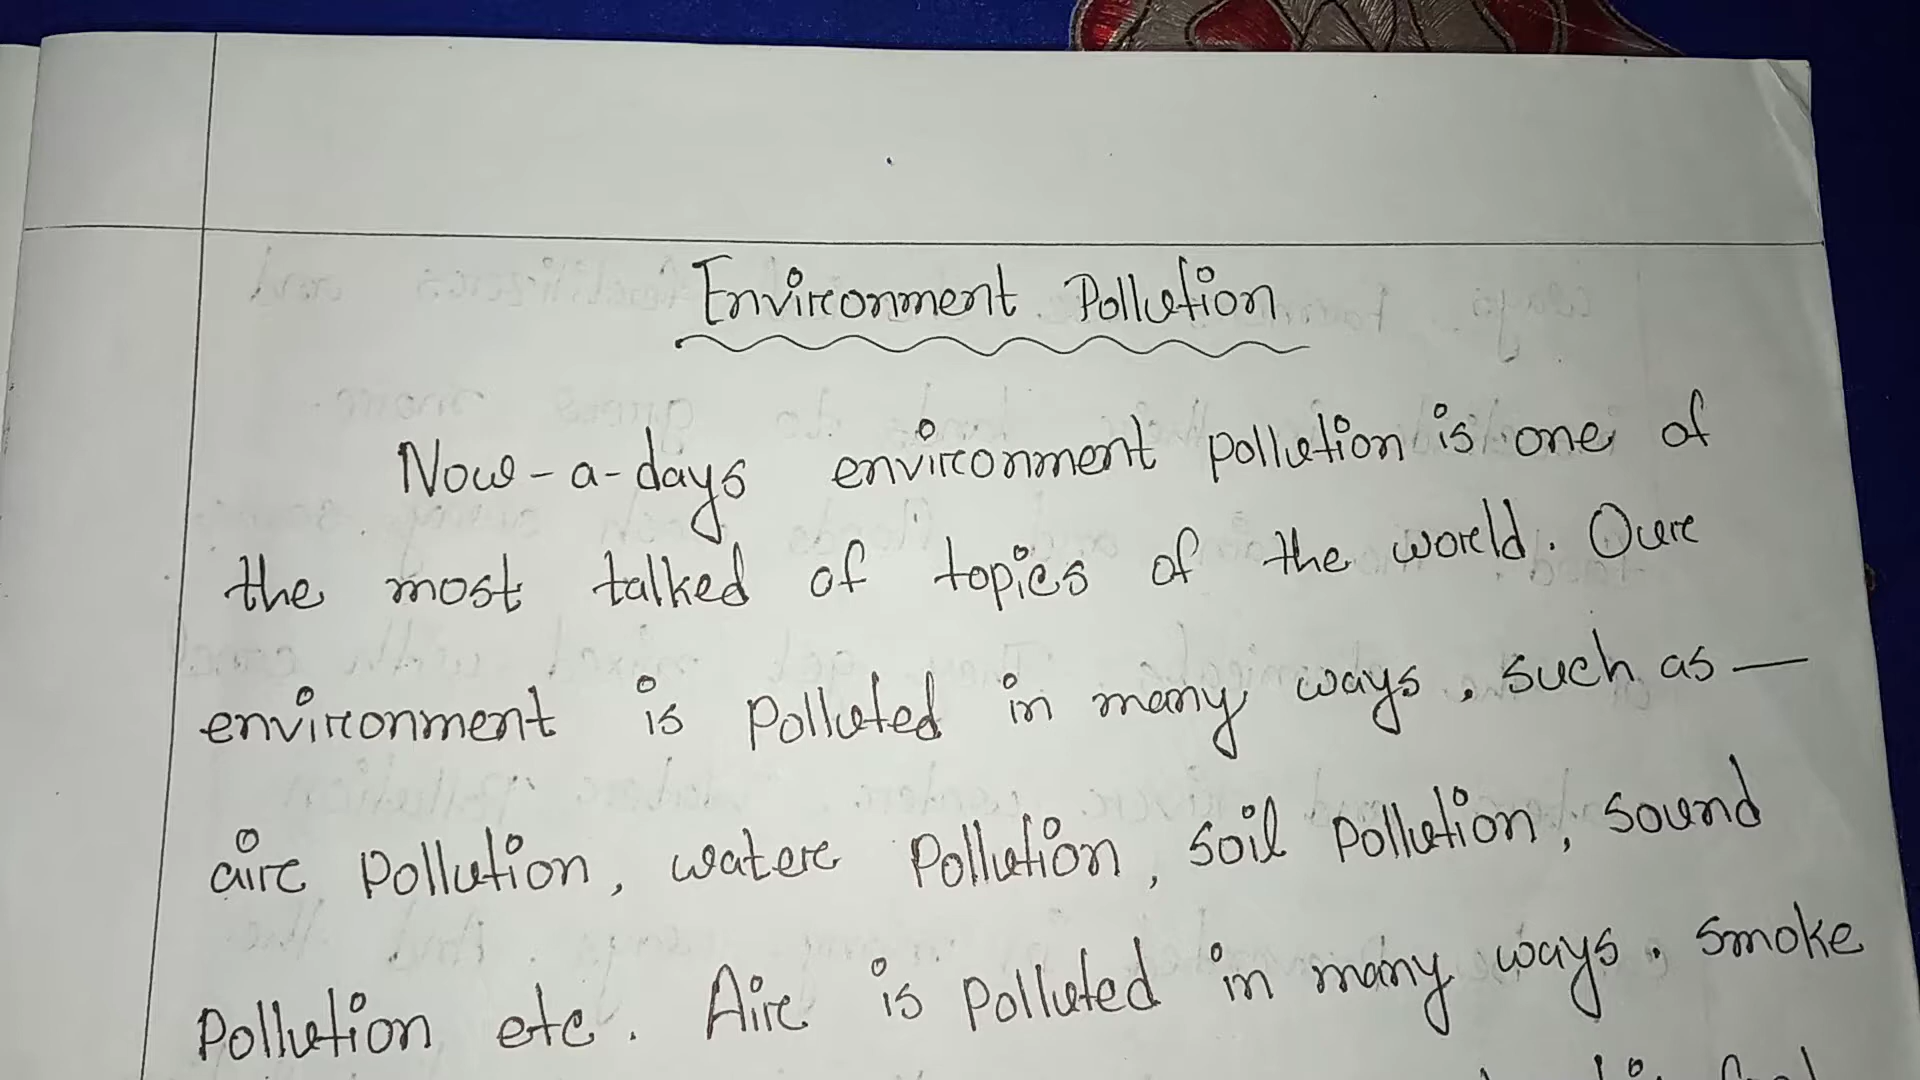 Environment Pollution
Now-a-days environment pollution is one of
the most talked of topics of the world. Our
environment is Polluted in many ways, such as —
air Pollution, water Pollution, soil pollution, sound
Pollution etc. Air is polluted in many ways. Smoke